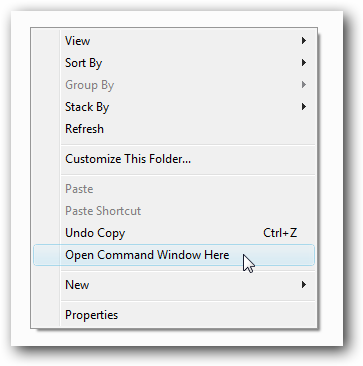 View
Sort By
Group By
Stack By
Refresh
Customize This Folder...
Paste
Paste Shortcut
Undo Copy Ctrl+Z
Open Command Window Here
New
Properties